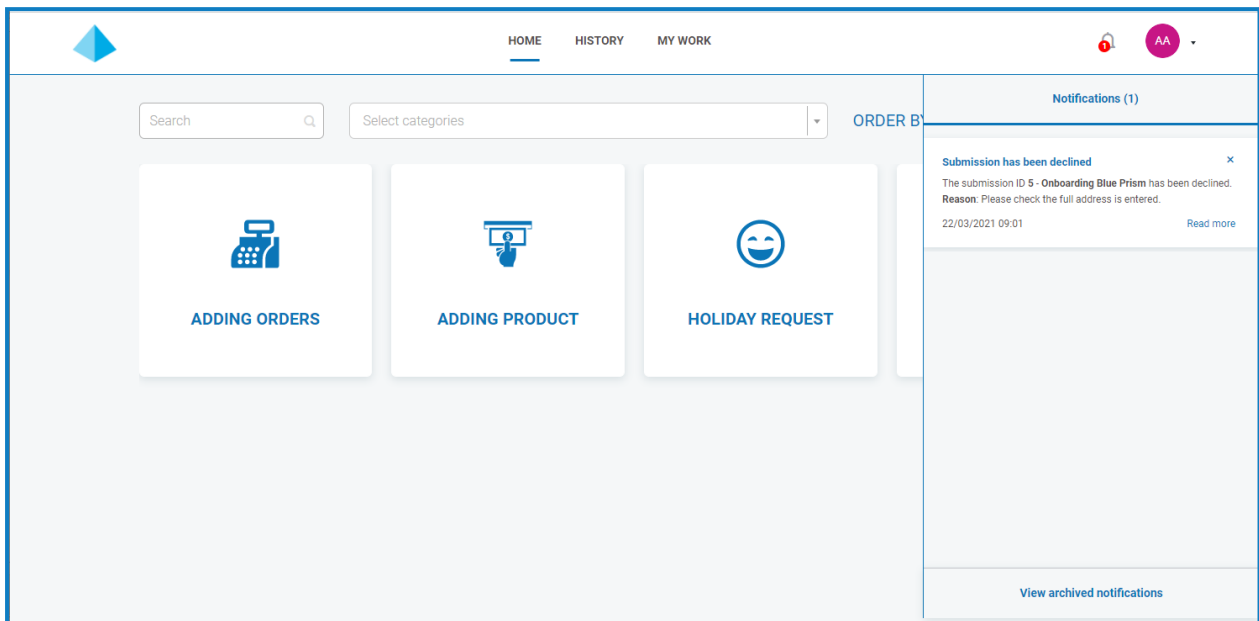 HOME HISTORY MY WORK
1
AA
Search
Select categories
ORDER BY
ADDING ORDERS
ADDING PRODUCT
HOLIDAY REQUEST
Notifications (1)
Submission has been declined ×
The submission ID 5 - Onboarding Blue Prism has been declined.
Reason: Please check the full address is entered.
22/03/2021 09:01 Read more
View archived notifications